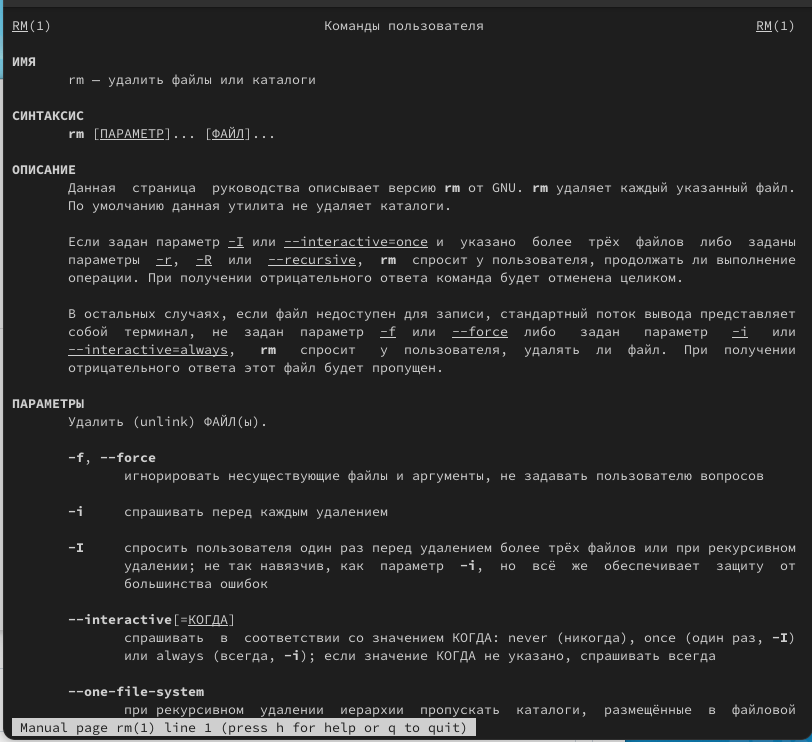 RM(1) Команды пользователя RM(1)
ИМЯ
rm — удалить файлы или каталоги
СИНТАКСИС
rm [ПАРАМЕТР]... [ФАЙЛ]...
ОПИСАНИЕ
Данная страница руководства описывает версию rm от GNU. rm удаляет каждый указанный файл.
По умолчанию данная утилита не удаляет каталоги.
Если задан параметр -I или --interactive=once и указано более трёх файлов либо заданы
параметры -r, -R или --recursive, rm спросит у пользователя, продолжать ли выполнение
операции. При получении отрицательного ответа команда будет отменена целиком.
В остальных случаях, если файл недоступен для записи, стандартный поток вывода представляет
собой терминал, не задан параметр -f или --force либо задан параметр -i или
--interactive=always, rm спросит у пользователя, удалять ли файл. При получении
отрицательного ответа этот файл будет пропущен.
ПАРАМЕТРЫ
Удалить (unlink) ФАЙЛ(ы).
-f, --force
игнорировать несуществующие файлы и аргументы, не задавать пользователю вопросов
-i спрашивать перед каждым удалением
-I спросить пользователя один раз перед удалением более трёх файлов или при рекурсивном
удалении; не так навязчив, как параметр -i, но всё же обеспечивает защиту от
большинства ошибок
--interactive[=КОГДА]
спрашивать в соответствии со значением КОГДА: never (никогда), once (один раз, -I)
или always (всегда, -i); если значение КОГДА не указано, спрашивать всегда
--one-file-system
при рекурсивном удалении иерархии пропускать каталоги, размещённые в файловой
Manual page rm(1) line 1 (press h for help or q to quit)